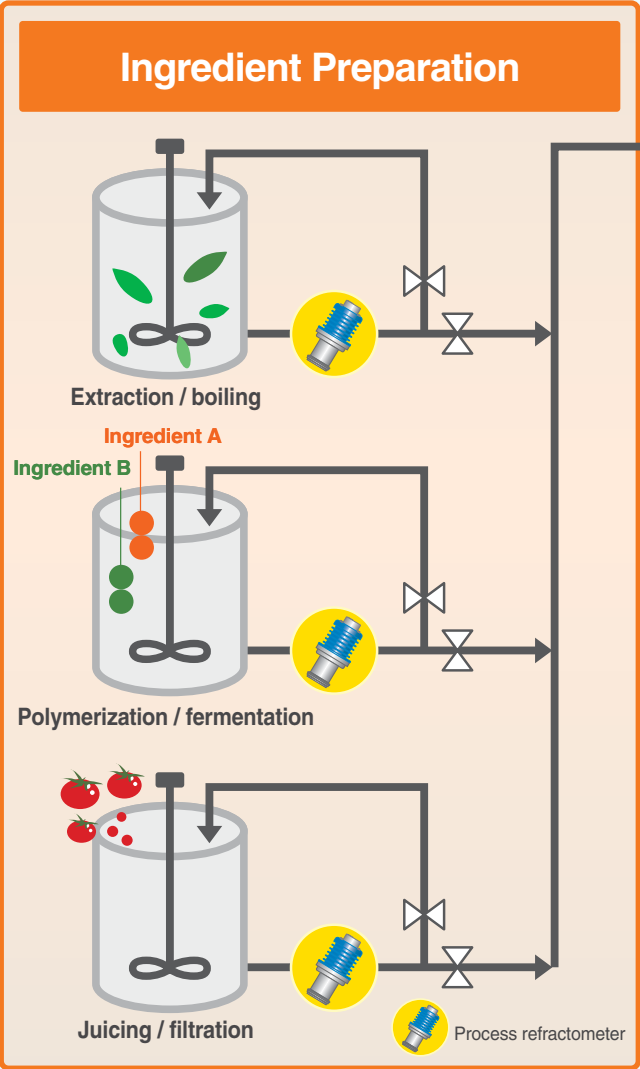 Ingredient Preparation
Extraction / boiling
Ingredient A
Ingredient B
Polymerization / fermentation
Juicing / filtration
Process refractometer